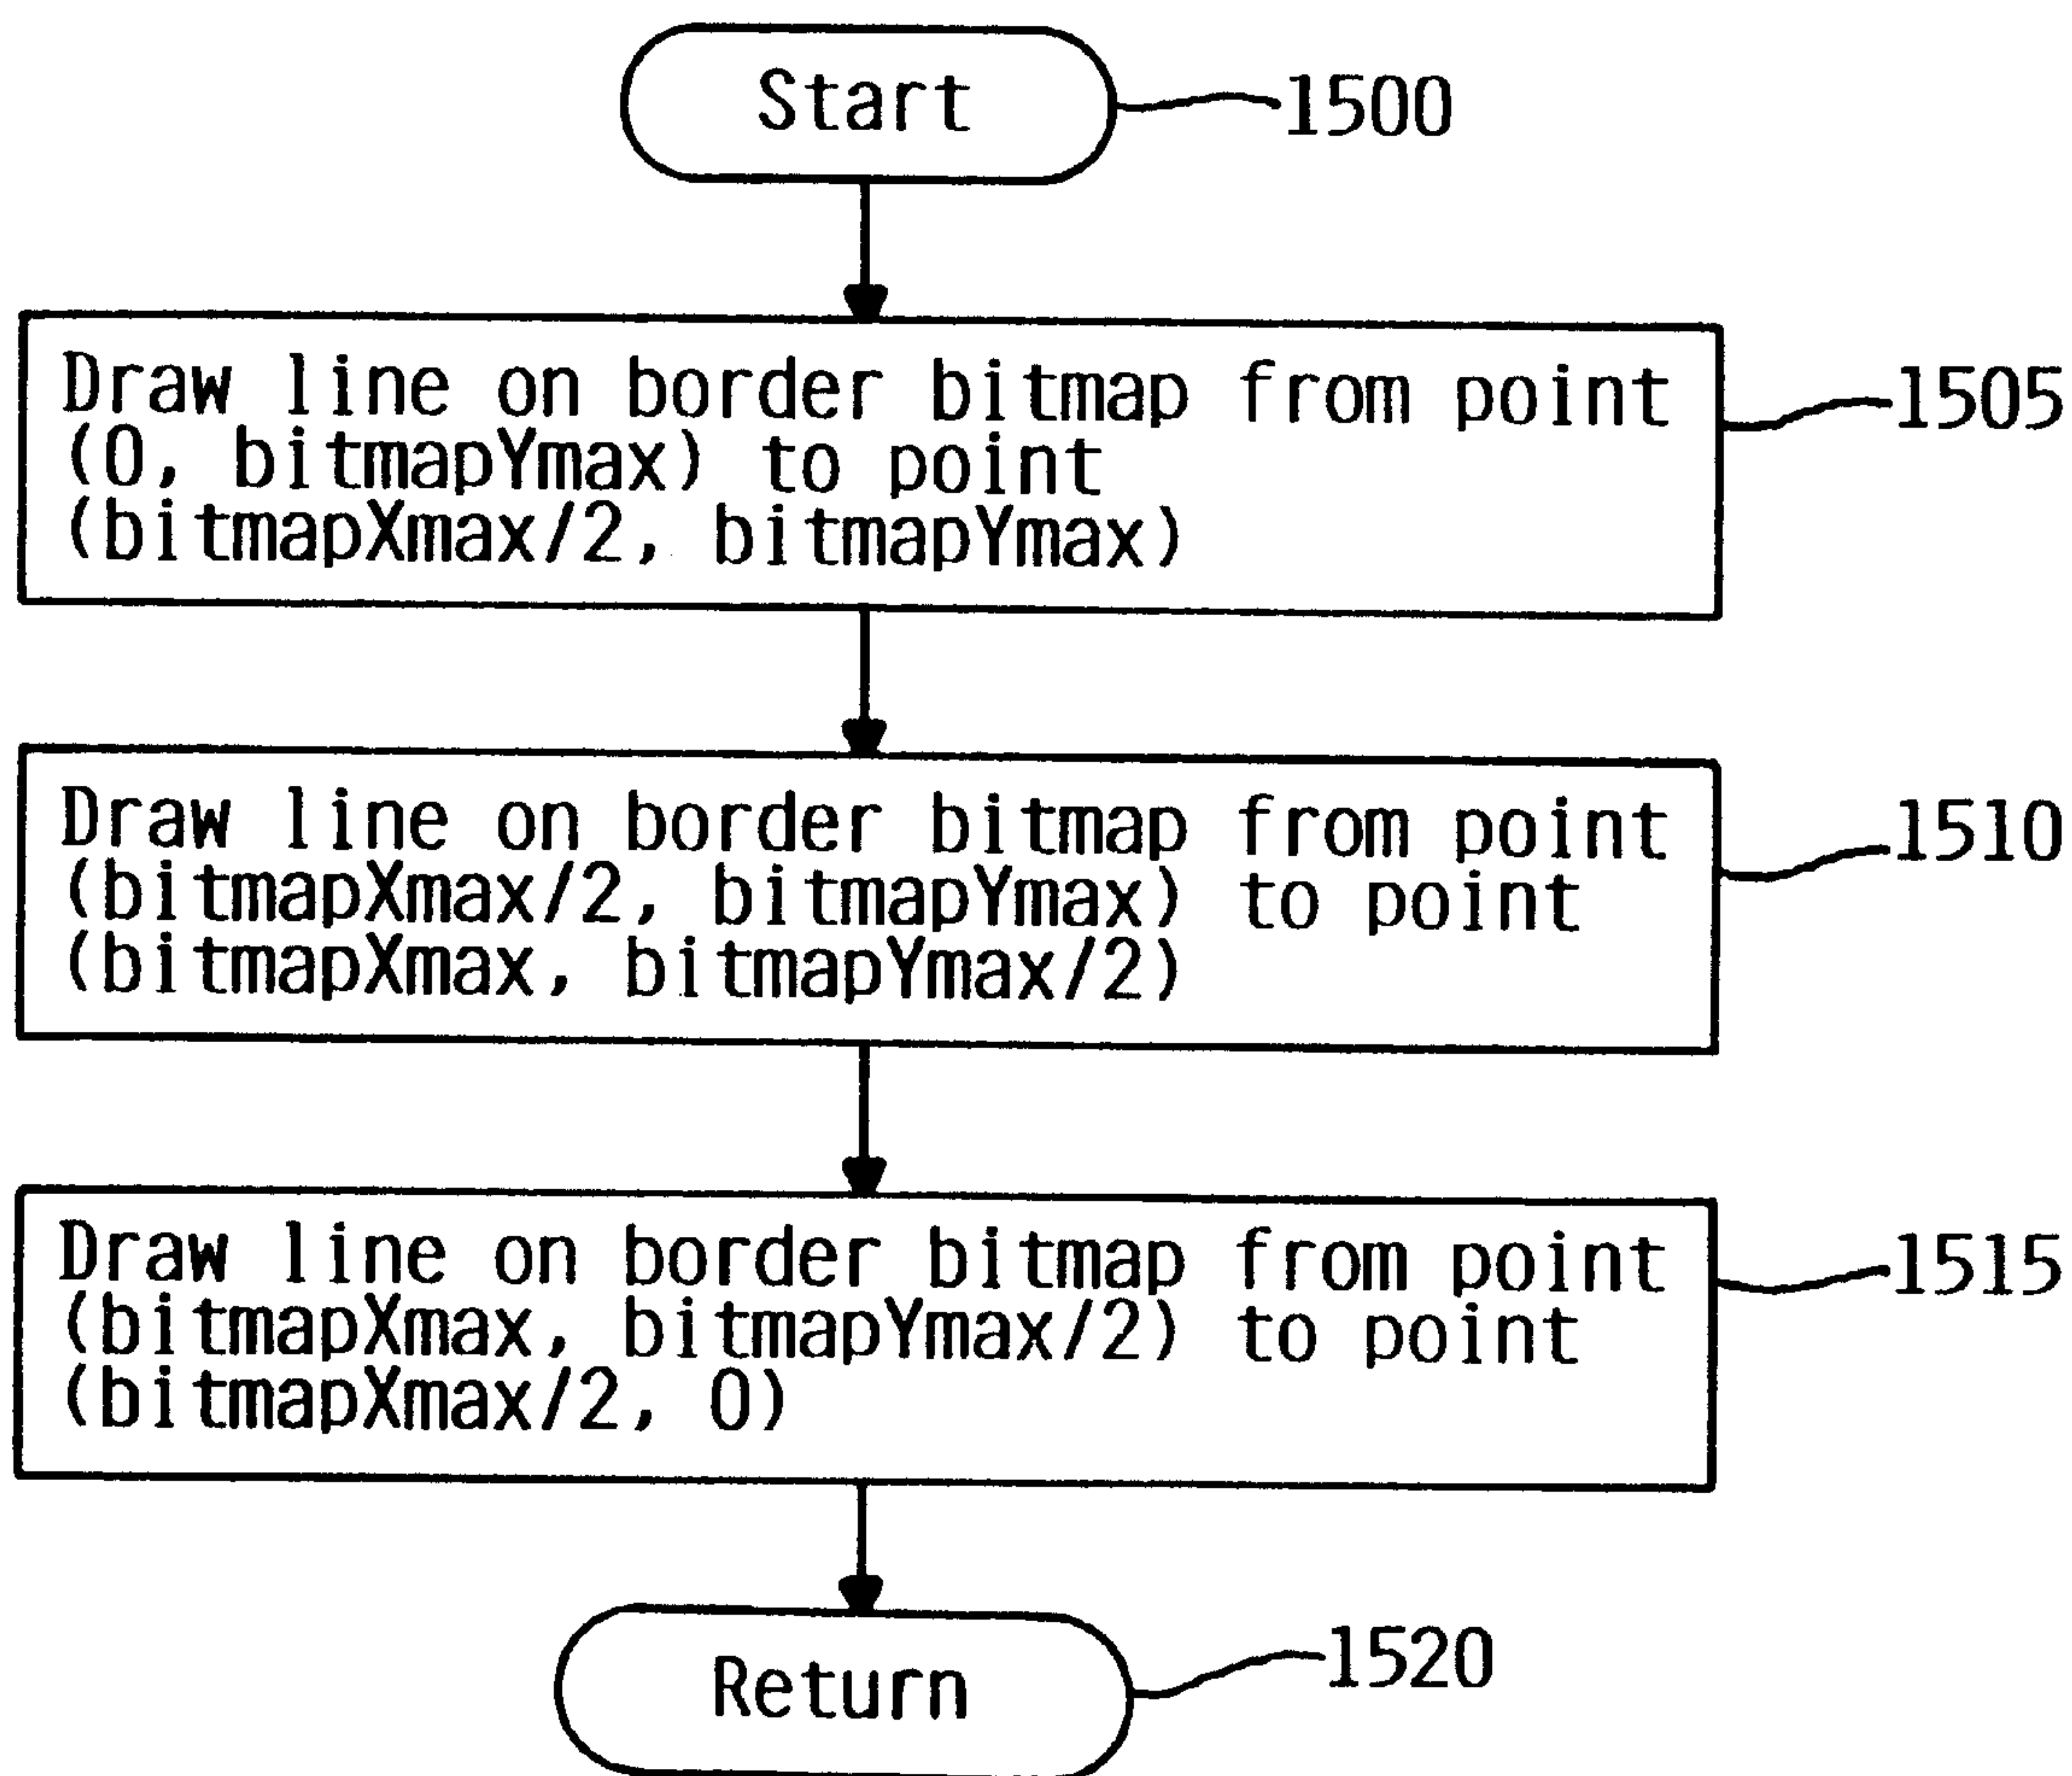 Start
1500
Draw line on border bitmap from point
(0, bitmapYmax) to point
(bitmapXmax/2, bitmapYmax)
1505
Draw line on border bitmap from point
(bitmapXmax/2, bitmapYmax) to point
(bitmapXmax, bitmapYmax/2)
1510
Draw line on border bitmap from point
(bitmapXmax, bitmapYmax/2) to point
(bitmapXmax/2, 0)
1515
Return
1520